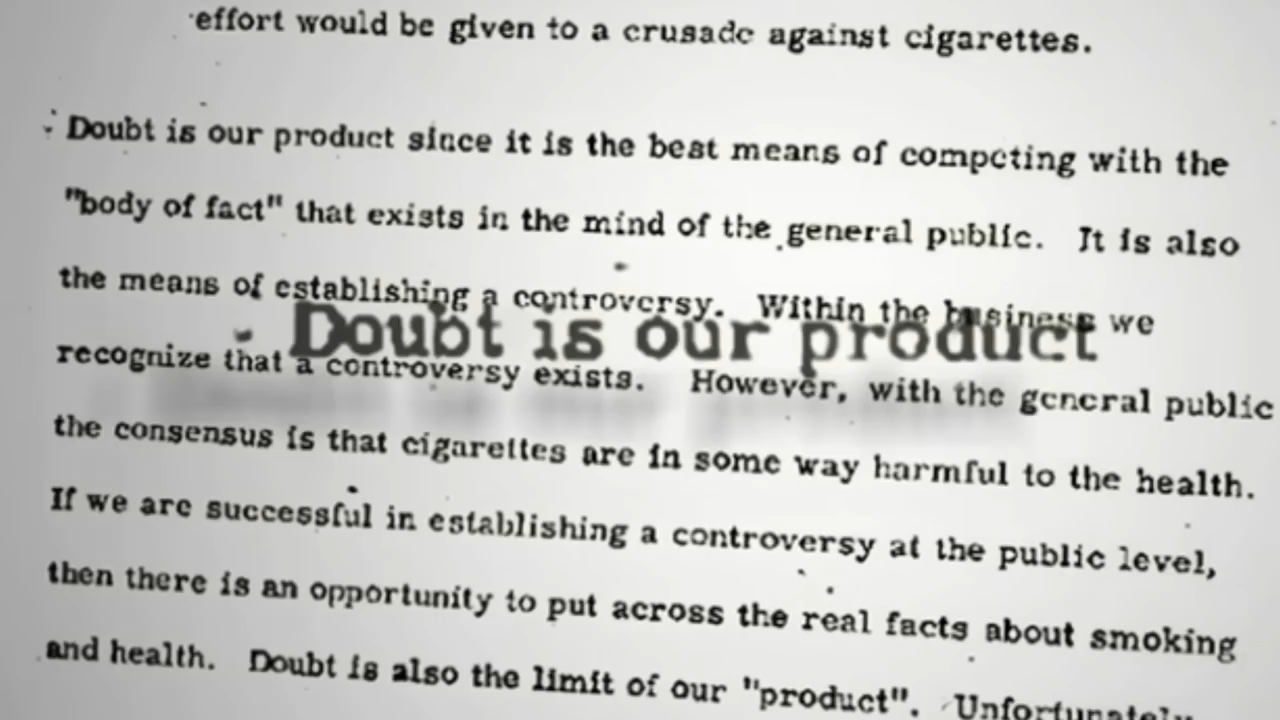 effort would be given to a crusade against cigarettes.
Doubt is our product since it is the best means of competing with the
"body of fact" that exists in the mind of the general public. It is also
the means of establishing a controversy. Within the business we
Doubt is our product
recognize that a controversy exists. However, with the general public
the consensus is that cigarettes are in some way harmful to the health.
If we are successful in establishing a controversy at the public level,
then there is an opportunity to put across the real facts about smoking
and health. Doubt is also the limit of our "product". Unfortunately